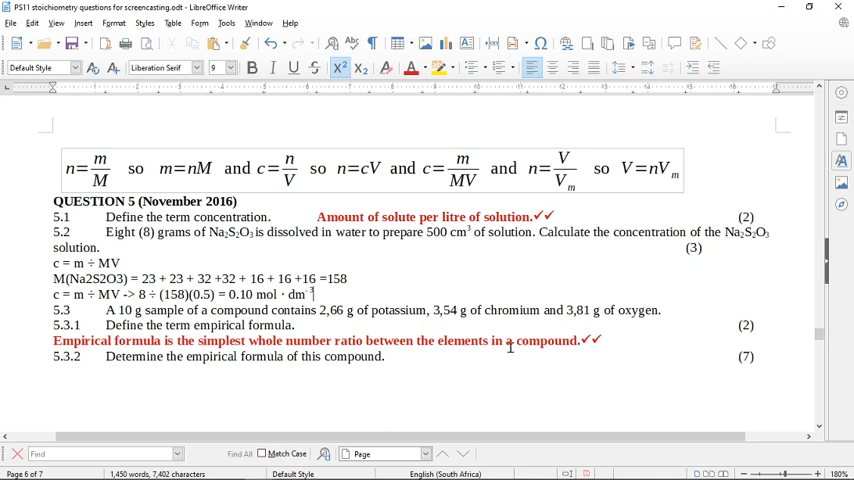 PS11 stoichiometry questions for screencasting.odt - LibreOffice Writer
File Edit View Insert Format Styles Table Form Tools Window Help
Default Style Liberation Serif 9
n=m/M so m=nM and c=n/V so n=cV and c=m/MV and n=V/Vₘ so V=nVₘ
QUESTION 5 (November 2016)
5.1 Define the term concentration. Amount of solute per litre of solution.✓✓ (2)
5.2 Eight (8) grams of Na₂S₂O₃ is dissolved in water to prepare 500 cm³ of solution. Calculate the concentration of the Na₂S₂O₃
solution. (3)
c = m ÷ MV
M(Na2S2O3) = 23 + 23 + 32 +32 + 16 + 16 +16 =158
c = m ÷ MV -> 8 ÷ (158)(0.5) = 0.10 mol · dm⁻³
5.3 A 10 g sample of a compound contains 2,66 g of potassium, 3,54 g of chromium and 3,81 g of oxygen.
5.3.1 Define the term empirical formula. (2)
Empirical formula is the simplest whole number ratio between the elements in a compound.✓✓
5.3.2 Determine the empirical formula of this compound. (7)
Find Find All Match Case Page
Page 6 of 7 1,450 words, 7,402 characters Default Style English (South Africa) 180%